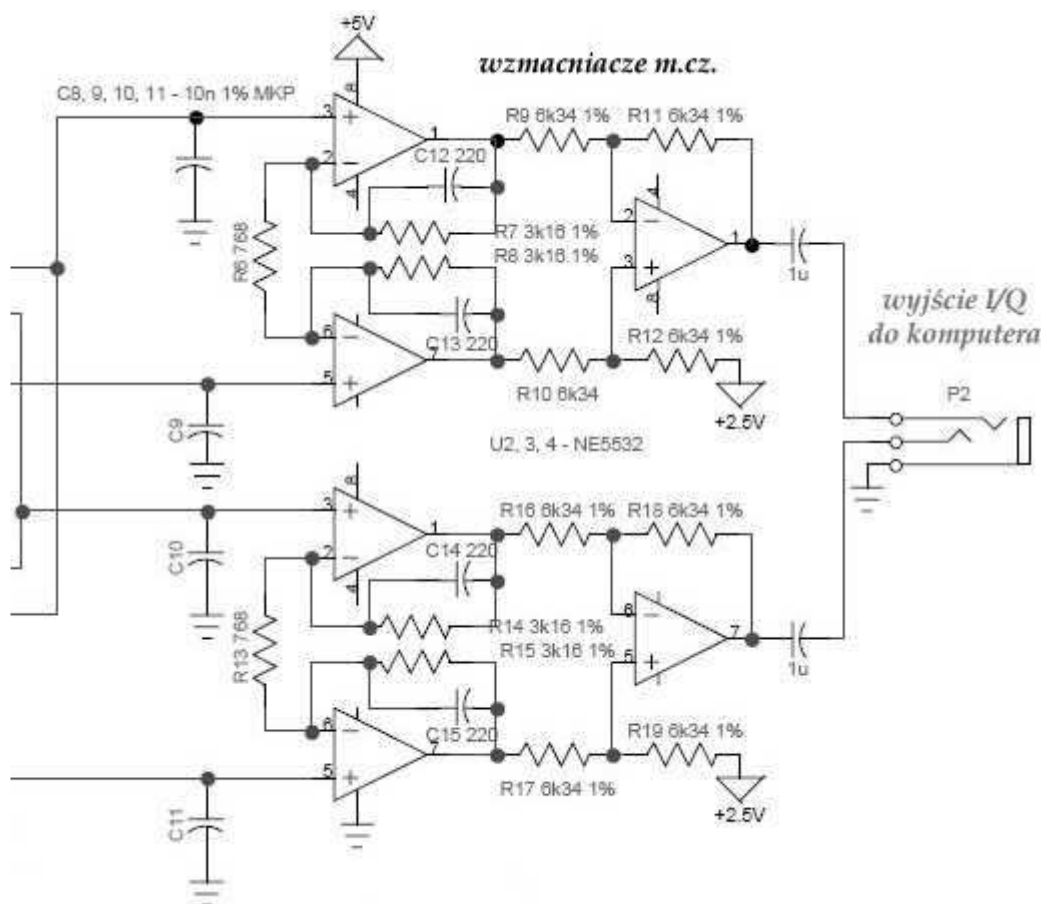 +5V
wzmacniacze m.cz.
C8, 9, 10, 11 - 10n 1% MKP
R9 6k34 1%
R11 6k34 1%
8
3
1
2
4
C12 220
R6 768
R7 3k16 1%
R8 3k16 1%
4
2
1
3
8
1u
6
7
5
C13 220
R10 6k34
R12 6k34 1%
+2.5V
wyjście I/Q
do komputera
P2
C9
U2, 3, 4 - NE5532
8
3
1
2
4
C10
C14 220
R16 6k34 1%
R18 6k34 1%
R13 768
R14 3k16 1%
R15 3k16 1%
6
7
5
1u
6
7
5
C15 220
R17 6k34 1%
R19 6k34 1%
+2.5V
C11